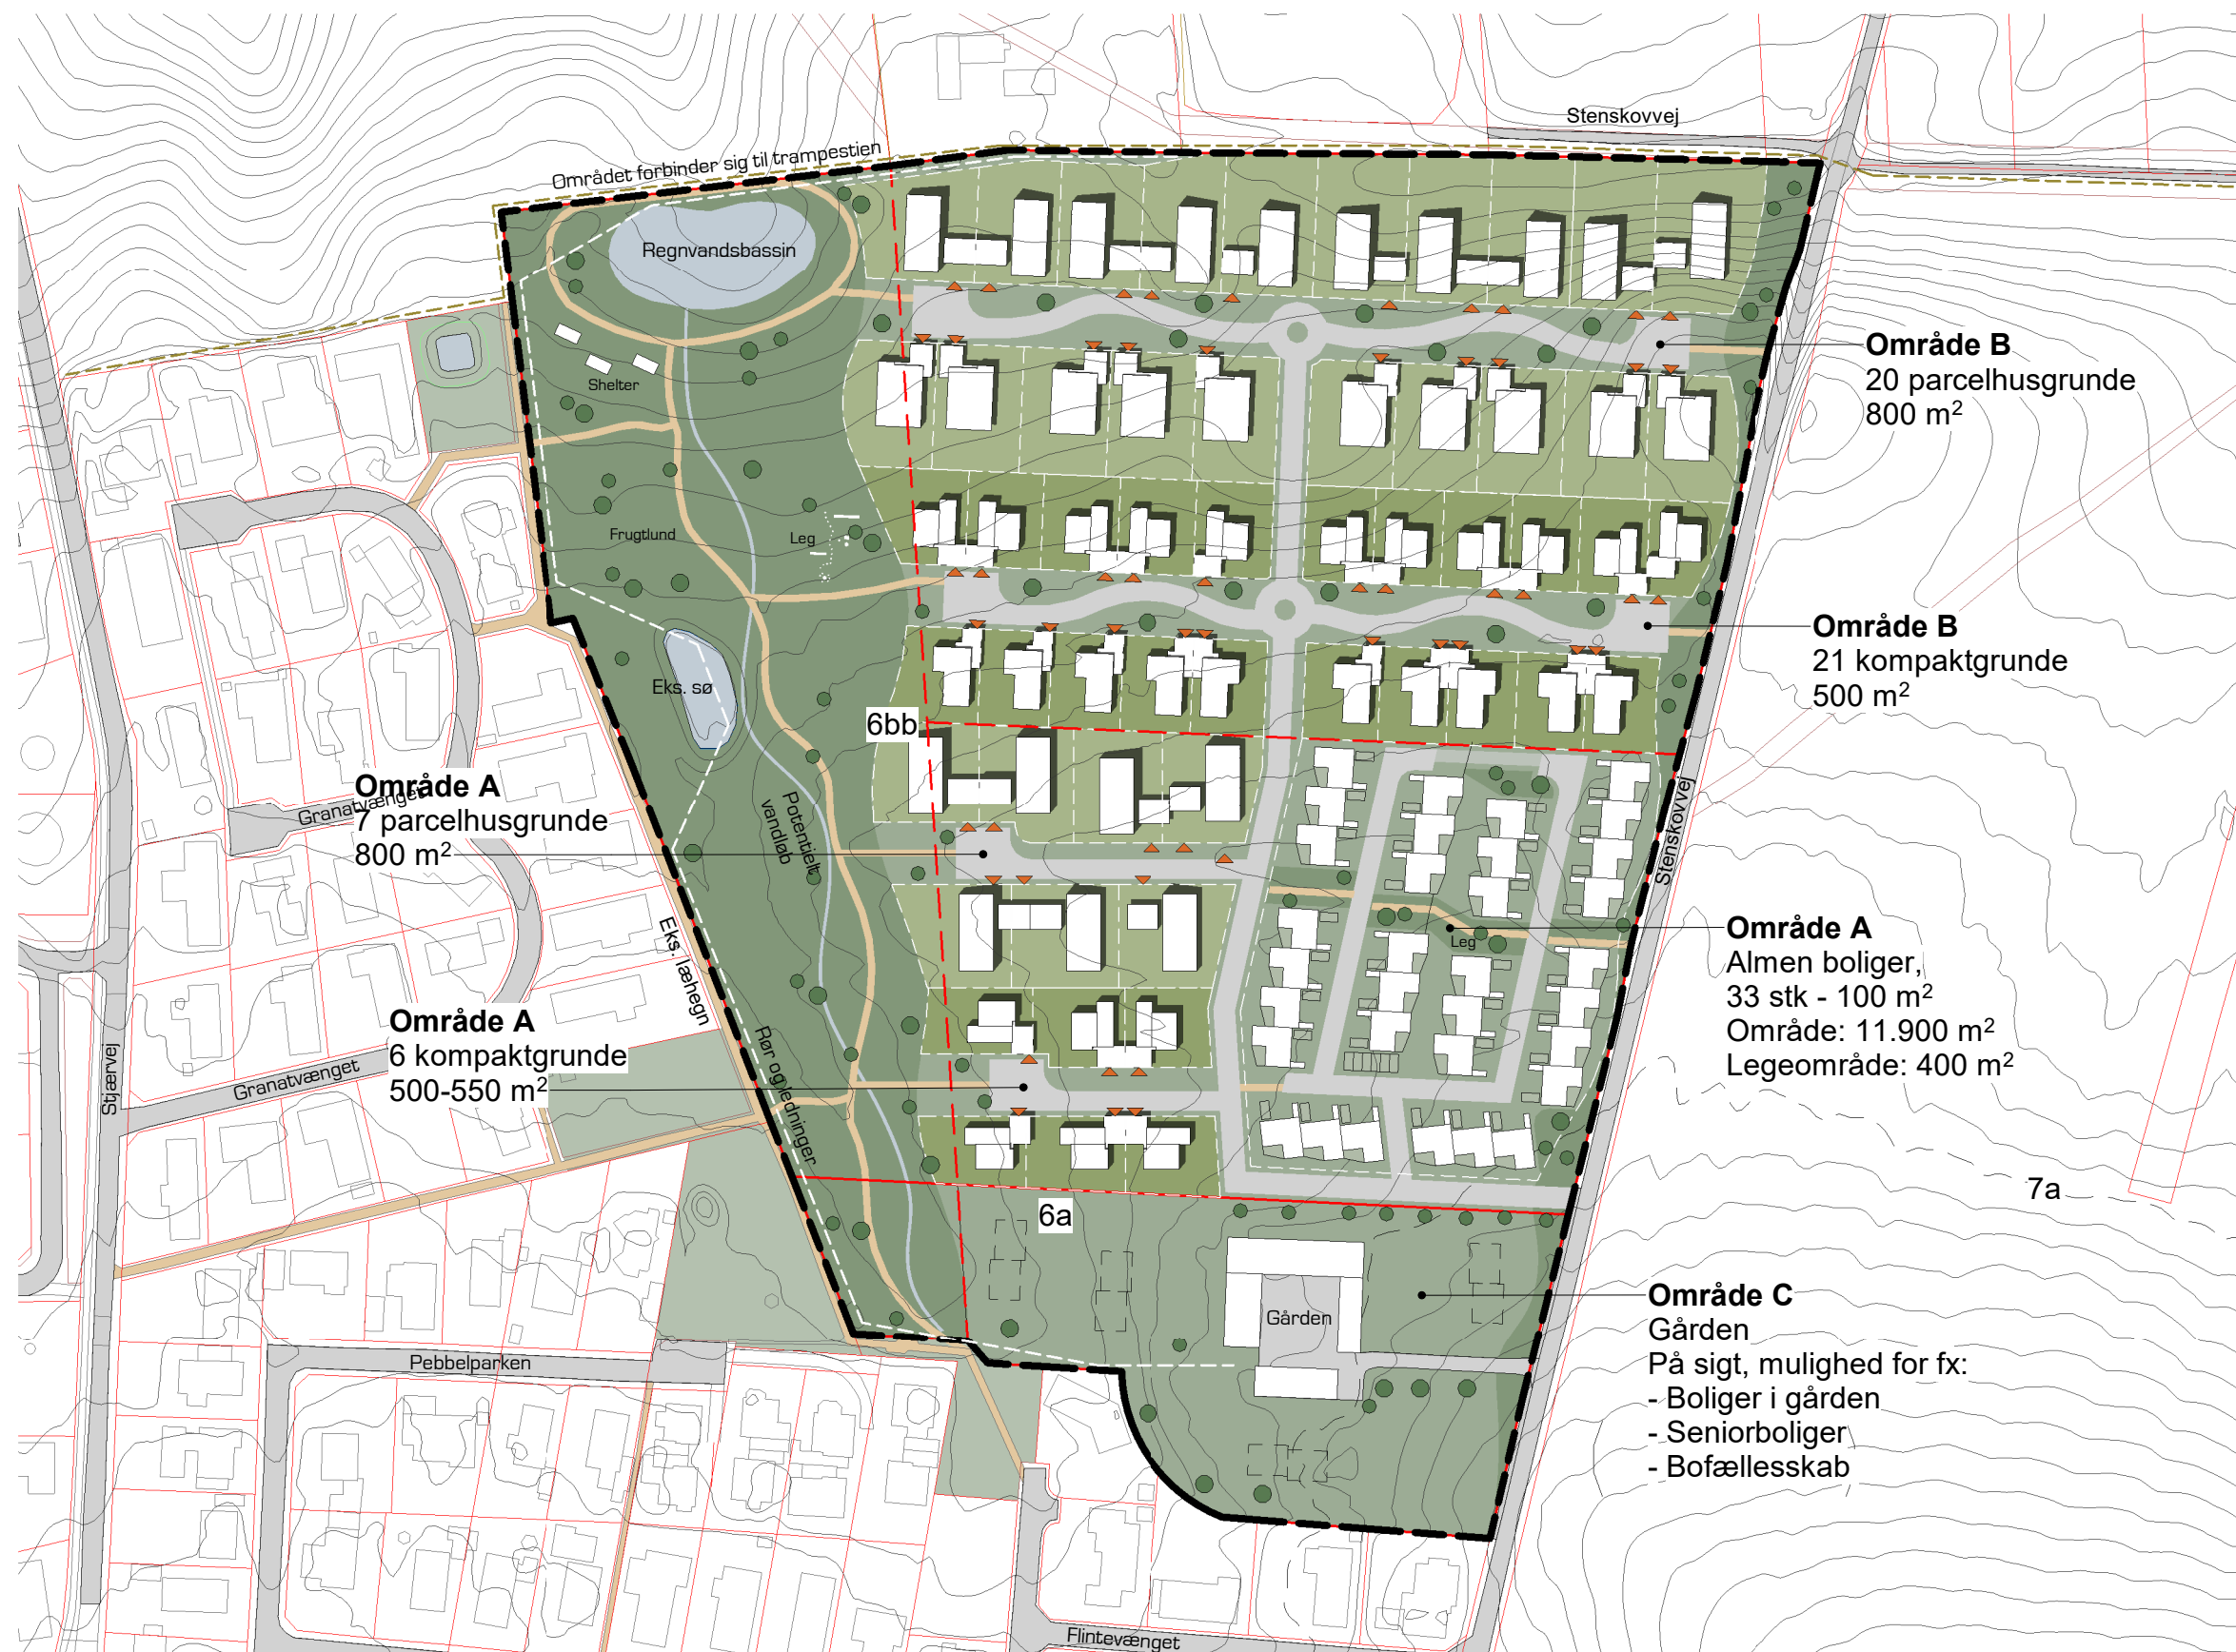 Stenskovvej
Området forbinder sig til trampestien
Regnvandsbassin
Shelter
Område B
20 parcelhusgrunde
800 m²
Frugtlund
Leg
Område B
21 kompaktgrunde
500 m²
Eks. sø
6bb
Område A
7 parcelhusgrunde
800 m²
Granatvænget
Potentielt
vandløb
Stenskovvej
Eks. læhegn
Leg
Område A
Almen boliger,
33 stk - 100 m²
Område: 11.900 m²
Legeområde: 400 m²
Område A
6 kompaktgrunde
500-550 m²
Stjærvej
Granatvænget
Rør og ledninger
7a
6a
Gården
Område C
Gården
På sigt, mulighed for fx:
- Boliger i gården
- Seniorboliger
- Bofællesskab
Pebbelparken
Flintevænget